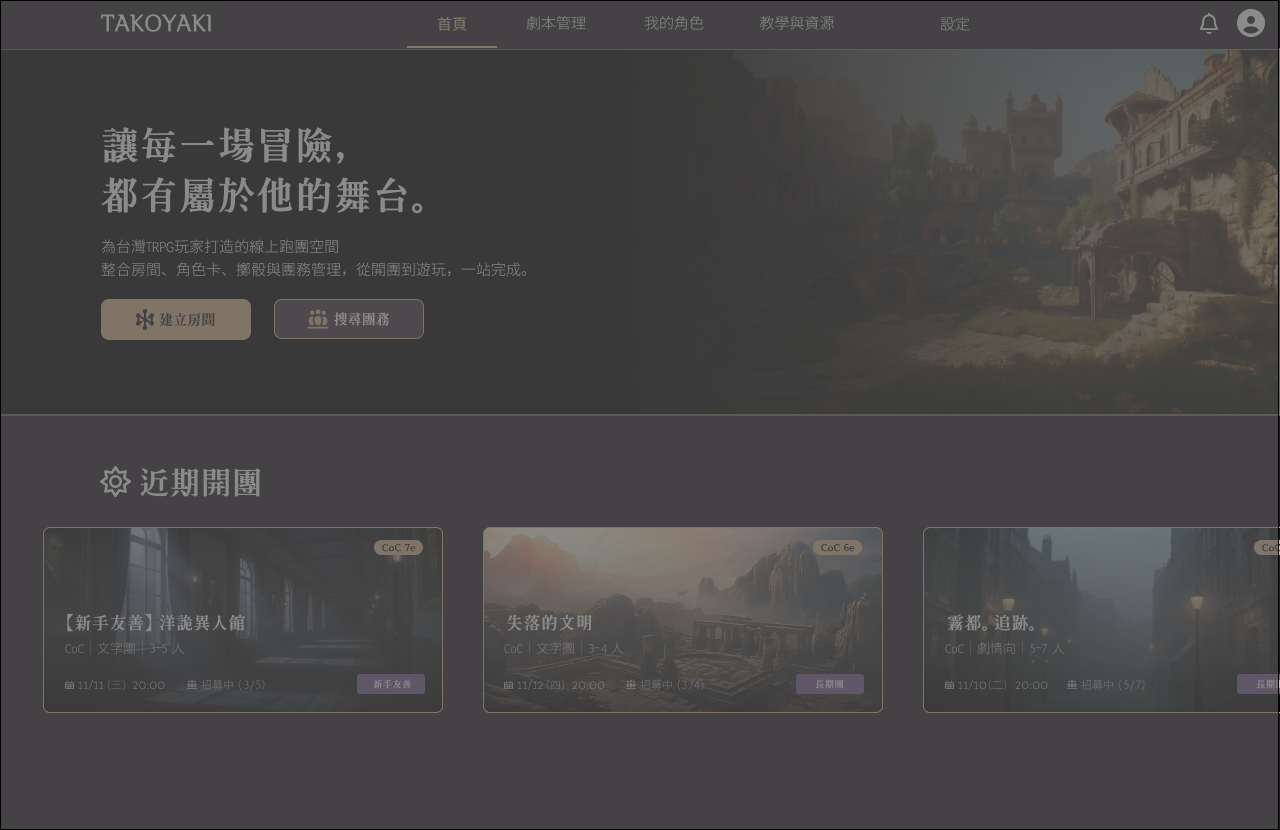 TAKOYAKI
首頁
劇本管理
我的角色
教學與資源
設定
讓每一場冒險，
都有屬於他的舞台。
為台灣TRPG玩家打造的線上跑團空間
整合房間、角色卡、擲骰與團務管理，從開團到遊玩，一站完成。
建立房間
搜尋團務
近期開團
CoC 7e
【新手友善】洋詭異人館
CoC｜文字團｜3-5 人
11/11 (三) 20:00
招募中 (3/5)
新手友善
CoC 6e
失落的文明
CoC｜文字團｜3-4 人
11/12 (四) 20:00
招募中 (3/4)
長期團
霧都。追跡。
CoC｜劇情向｜5-7 人
11/10(二) 20:00
招募中 (5/7)
長期